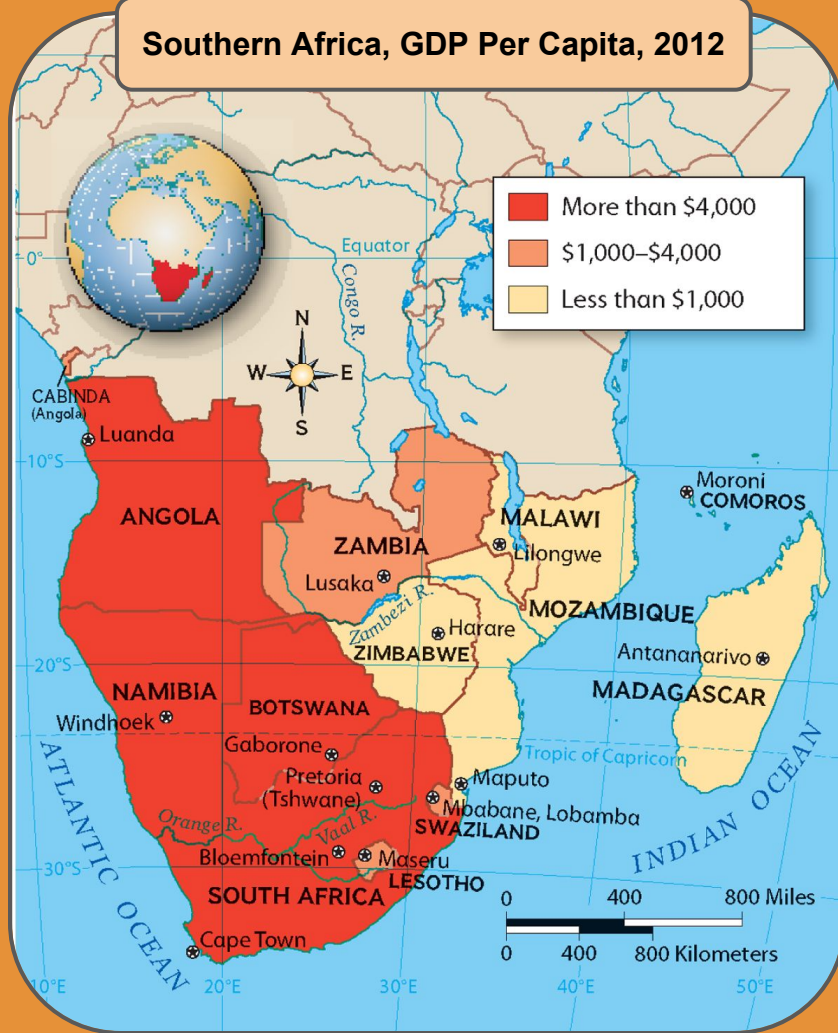 Southern Africa, GDP Per Capita, 2012
More than $4,000
$1,000–$4,000
Less than $1,000
Equator
0°
Congo R.
N
W
E
S
CABINDA
(Angola)
Luanda
10°S
Moroni
COMOROS
ANGOLA
MALAWI
ZAMBIA
Lilongwe
Lusaka
Zambezi R.
MOZAMBIQUE
Harare
ZIMBABWE
Antananarivo
20°S
NAMIBIA
MADAGASCAR
BOTSWANA
Windhoek
Gaborone
Tropic of Capricorn
Pretoria
(Tshwane)
Maputo
Mbabane, Lobamba
SWAZILAND
Orange R.
Vaal R.
Bloemfontein
Maseru
LESOTHO
30°S
SOUTH AFRICA
ATLANTIC OCEAN
INDIAN OCEAN
Cape Town
0
400
800 Miles
0
400
800 Kilometers
10°E
20°E
30°E
40°E
50°E